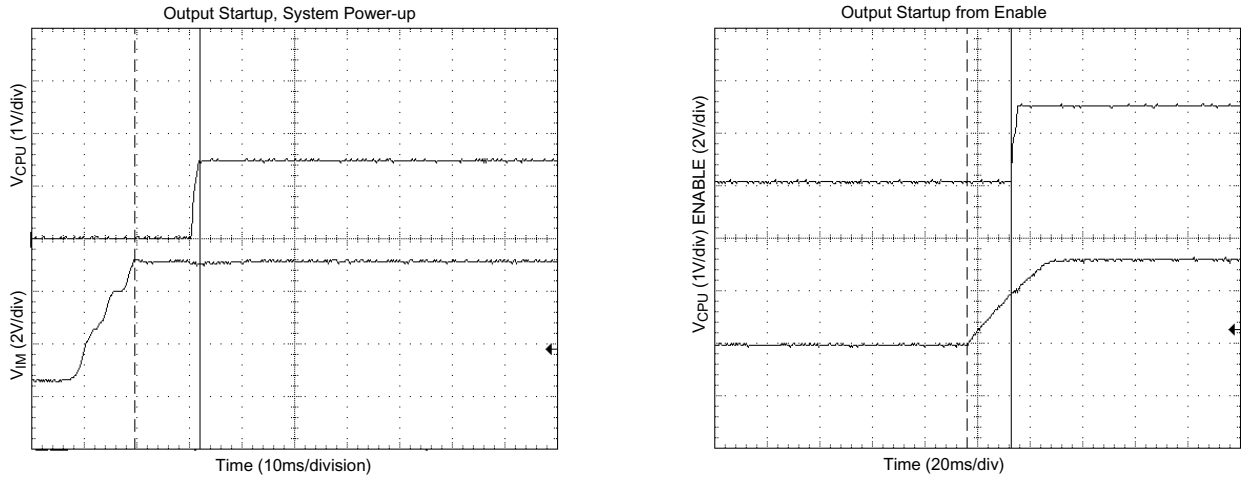 Output Startup, System Power-up
VCPU (1V/div)
VIM (2V/div)
Time (10ms/division)
Output Startup from Enable
VCPU (1V/div) ENABLE (2V/div)
Time (20ms/div)